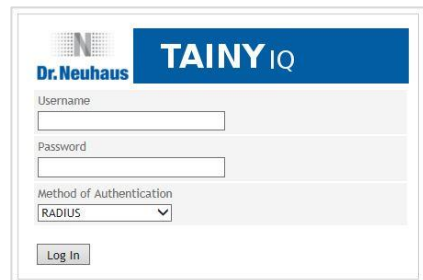 N
Dr.Neuhaus
TAINY IQ
Username
Password
Method of Authentication
RADIUS
Log In